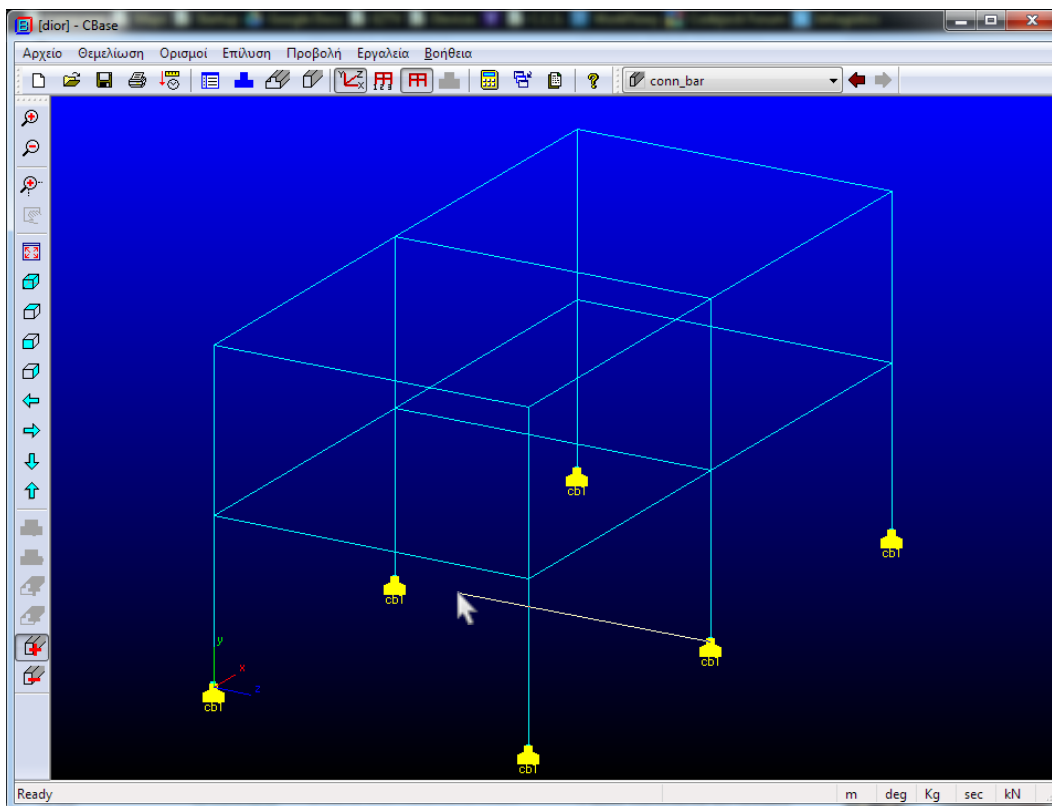 [dior] - CBase
Αρχείο Θεμελίωση Ορισμοί Επίλυση Προβολή Εργαλεία Βοήθεια
conn_bar
cb1
cb1
cb1
cb1
y
x
z
cb1
cb1
Ready m deg Kg sec kN